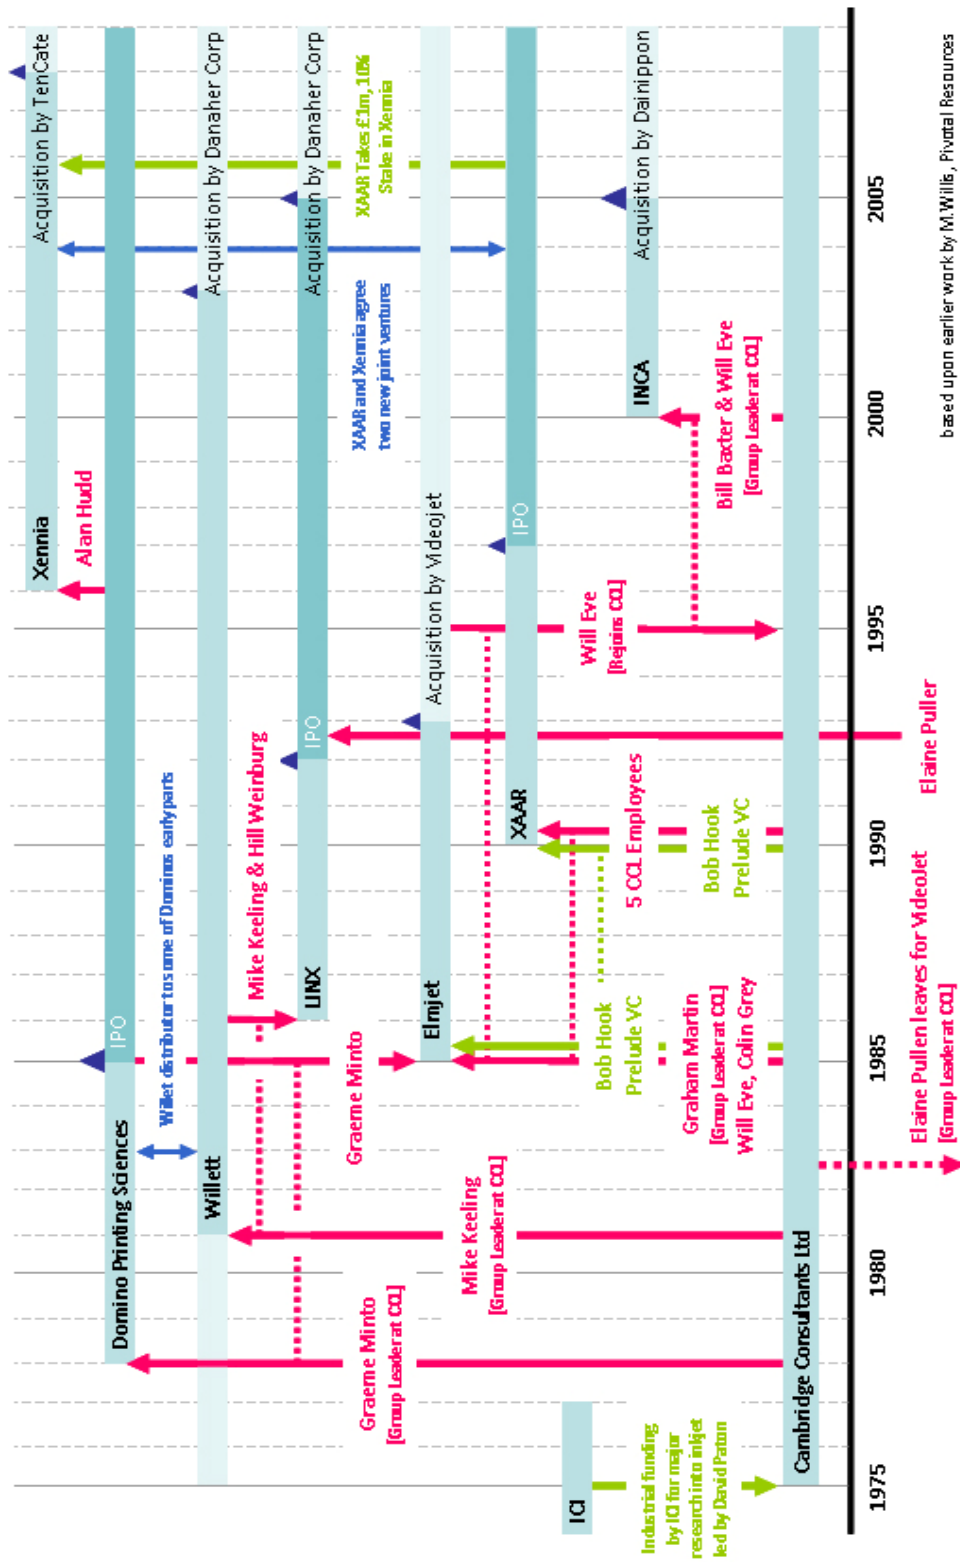 Xennia
Acquisition by TenCate
Alan Hudd
Domino Printing Sciences
IPO
Willet distributor to some of Dominos early parts
Willett
Acquisition by Danaher Corp
Mike Keeling & Hill Weinburg
LINX
IPO
Acquisition by Danaher Corp
Graeme Minto
XAAR and Xennia agree
two new joint ventures
XAAR Takes £1m, 10%
Stake in Xennia
Graeme Minto
[Group Leader at CCL]
Elmjet
Acquisition by Videojet
Mike Keeling
[Group Leader at CCL]
XAAR
IPO
ICI
Will Eve
[Rejoins CCL]
Bob Hook
Prelude VC
5 CCL Employees
INCA
Acquisition by Dainippon
Industrial funding
by ICI for major
research into inkjet
led by David Paton
Graham Martin
[Group Leader at CCL]
Will Eve, Colin Grey
Bob Hook
Prelude VC
Bill Baxter & Will Eve
[Group Leader at CCL]
Cambridge Consultants Ltd
1975
1980
1985
1990
1995
2000
2005
Elaine Pullen leaves for VideoJet
[Group Leader at CCL]
Elaine Puller
based upon earlier work by M.Willis, Pivotal Resources